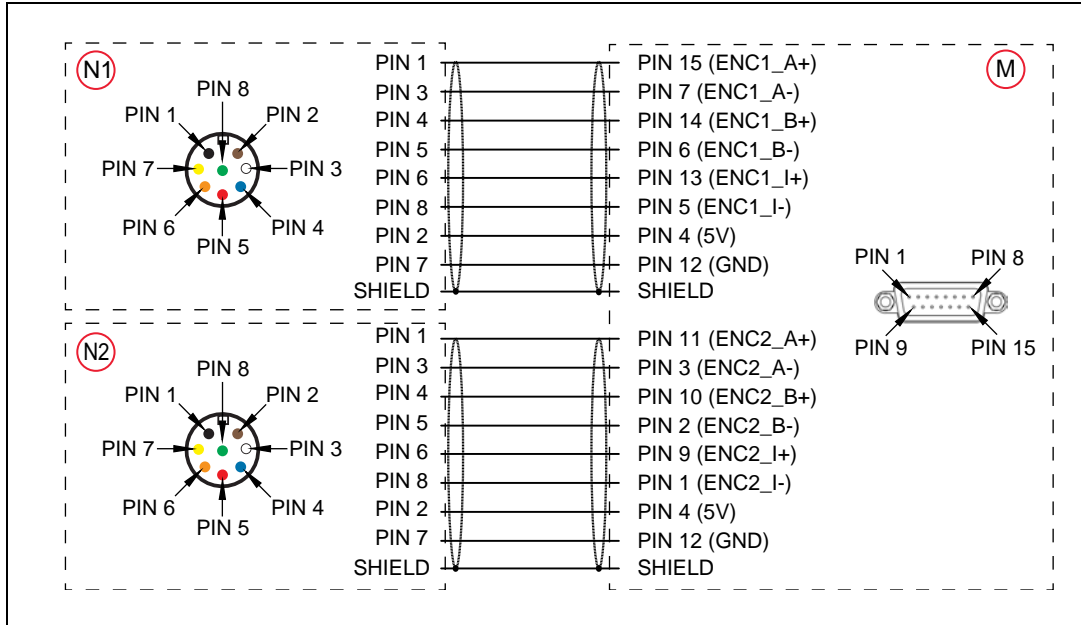 N1
PIN 8
PIN 1
PIN 2
PIN 7
PIN 3
PIN 6
PIN 4
PIN 5
PIN 1 PIN 15 (ENC1_A+)
PIN 3 PIN 7 (ENC1_A-)
PIN 4 PIN 14 (ENC1_B+)
PIN 5 PIN 6 (ENC1_B-)
PIN 6 PIN 13 (ENC1_I+)
PIN 8 PIN 5 (ENC1_I-)
PIN 2 PIN 4 (5V)
PIN 7 PIN 12 (GND)
SHIELD SHIELD
N2
PIN 8
PIN 1
PIN 2
PIN 7
PIN 3
PIN 6
PIN 4
PIN 5
PIN 1 PIN 11 (ENC2_A+)
PIN 3 PIN 3 (ENC2_A-)
PIN 4 PIN 10 (ENC2_B+)
PIN 5 PIN 2 (ENC2_B-)
PIN 6 PIN 9 (ENC2_I+)
PIN 8 PIN 1 (ENC2_I-)
PIN 2 PIN 4 (5V)
PIN 7 PIN 12 (GND)
SHIELD SHIELD
M
PIN 1 PIN 8
PIN 9 PIN 15